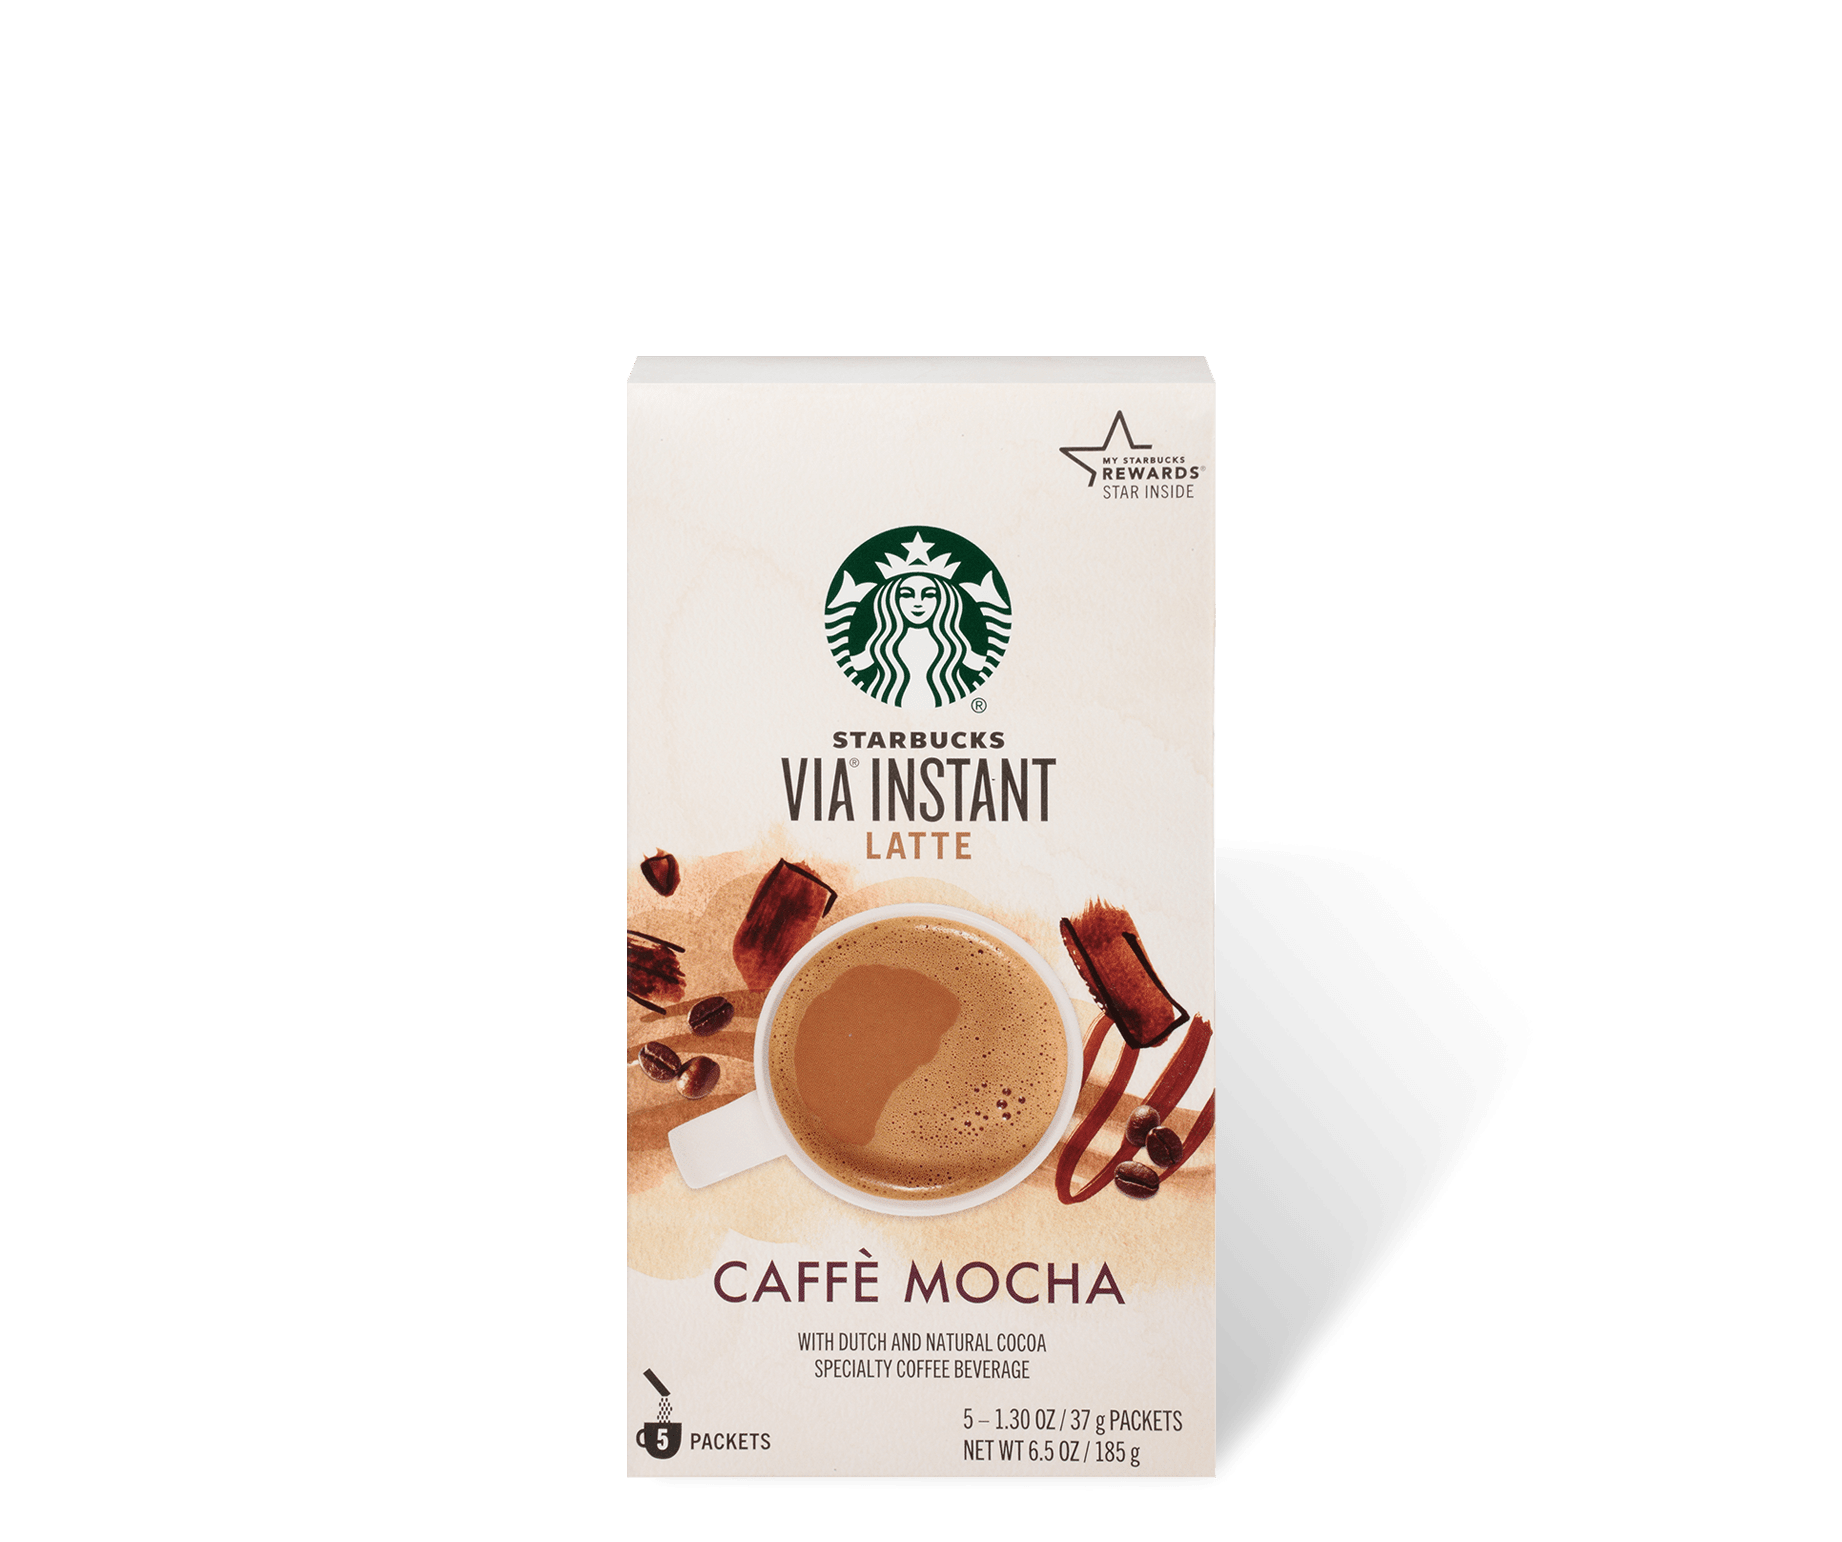 MY STARBUCKS
REWARDS®
STAR INSIDE
®
STARBUCKS
VIA® INSTANT
LATTE
CAFFÈ MOCHA
WITH DUTCH AND NATURAL COCOA
SPECIALTY COFFEE BEVERAGE
5 PACKETS
5 – 1.30 OZ / 37 g PACKETS
NET WT 6.5 OZ / 185 g